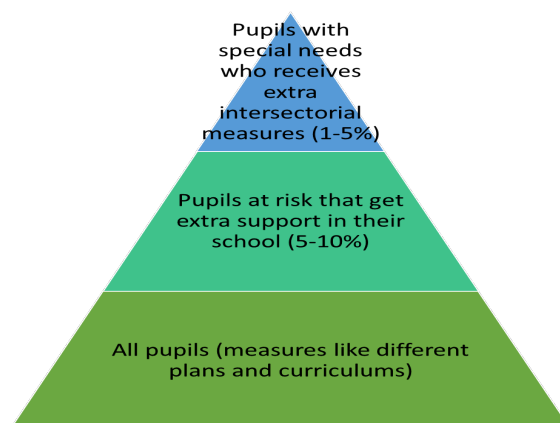 Pupils with
special needs
who receives
extra
intersectorial
measures (1-5%)
Pupils at risk that get
extra support in their
school (5-10%)
All pupils (measures like different
plans and curriculums)